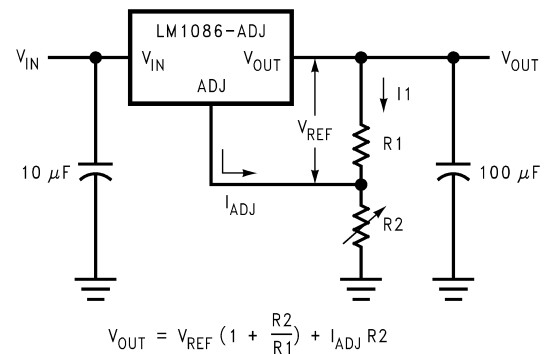 LM1086-ADJ
V_IN
V_IN
V_OUT
V_OUT
ADJ
I1
V_REF
R1
10 μF
100 μF
I_ADJ
R2
V_OUT = V_REF (1 + R2/R1) + I_ADJ R2